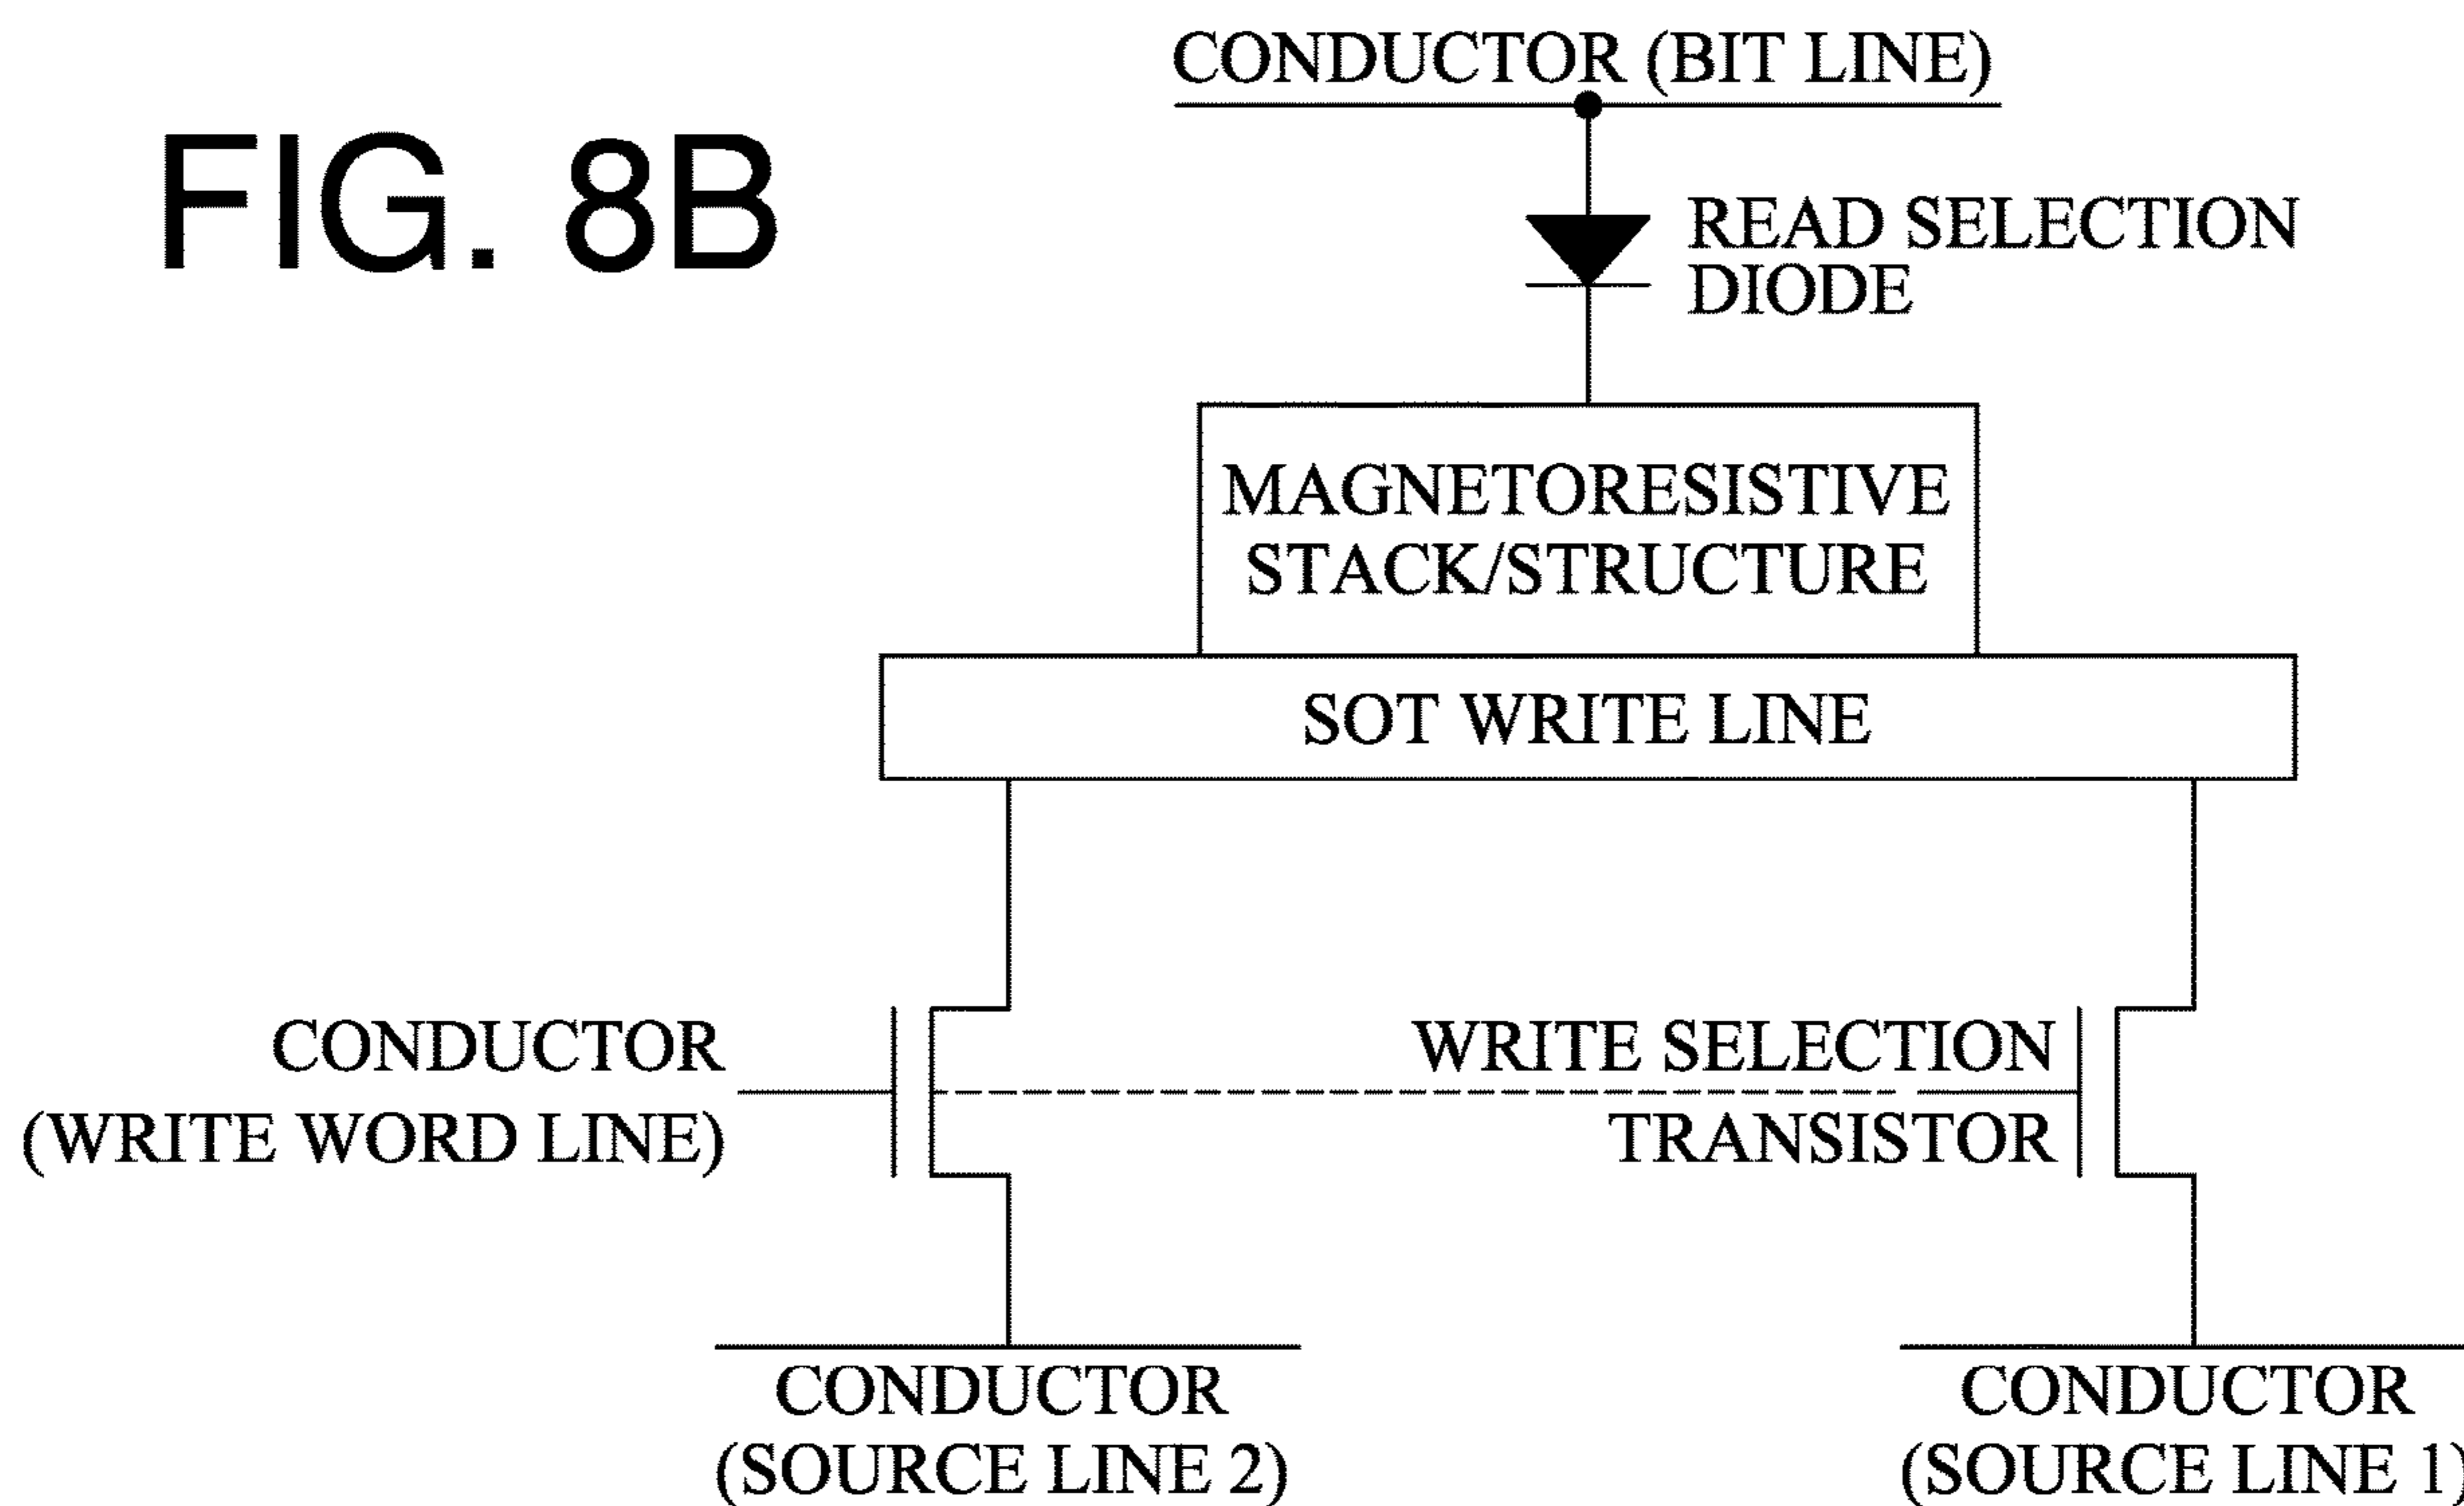 FIG. 8B
CONDUCTOR (BIT LINE)
READ SELECTION
DIODE
MAGNETORESISTIVE
STACK/STRUCTURE
SOT WRITE LINE
CONDUCTOR
(WRITE WORD LINE)
WRITE SELECTION
TRANSISTOR
CONDUCTOR
(SOURCE LINE 2)
CONDUCTOR
(SOURCE LINE 1)